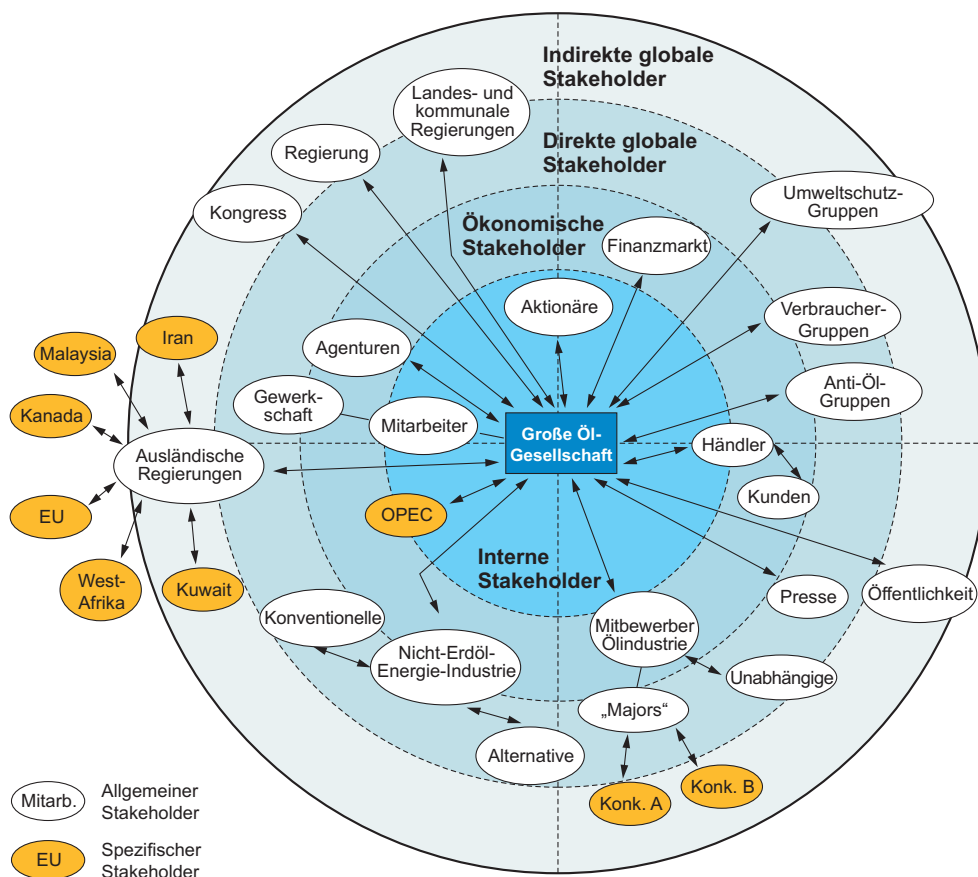 Indirekte globale
Stakeholder
Landes- und
kommunale
Regierungen
Direkte globale
Stakeholder
Regierung
Umweltschutz-
Gruppen
Kongress
Ökonomische
Stakeholder
Finanzmarkt
Aktionäre
Verbraucher-
Gruppen
Iran
Malaysia
Agenturen
Anti-Öl-
Gruppen
Gewerk-
schaft
Kanada
Mitarbeiter
Große Öl-
Gesellschaft
Händler
Ausländische
Regierungen
Kunden
EU
OPEC
Interne
Stakeholder
West-
Afrika
Kuwait
Presse
Öffentlichkeit
Konventionelle
Mitbewerber
Ölindustrie
Nicht-Erdöl-
Energie-Industrie
Unabhängige
„Majors“
Alternative
Konk. A
Konk. B
Mitarb.
Allgemeiner
Stakeholder
EU
Spezifischer
Stakeholder